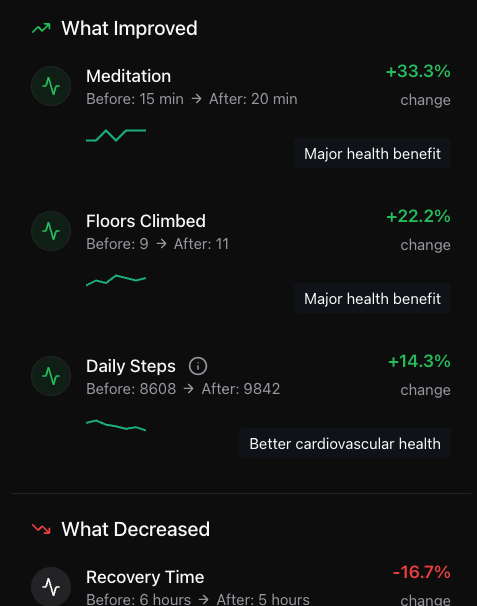 What Improved
Meditation
+33.3%
Before: 15 min → After: 20 min
change
Major health benefit
Floors Climbed
+22.2%
Before: 9 → After: 11
change
Major health benefit
Daily Steps
+14.3%
Before: 8608 → After: 9842
change
Better cardiovascular health
What Decreased
Recovery Time
-16.7%
Before: 6 hours → After: 5 hours
change